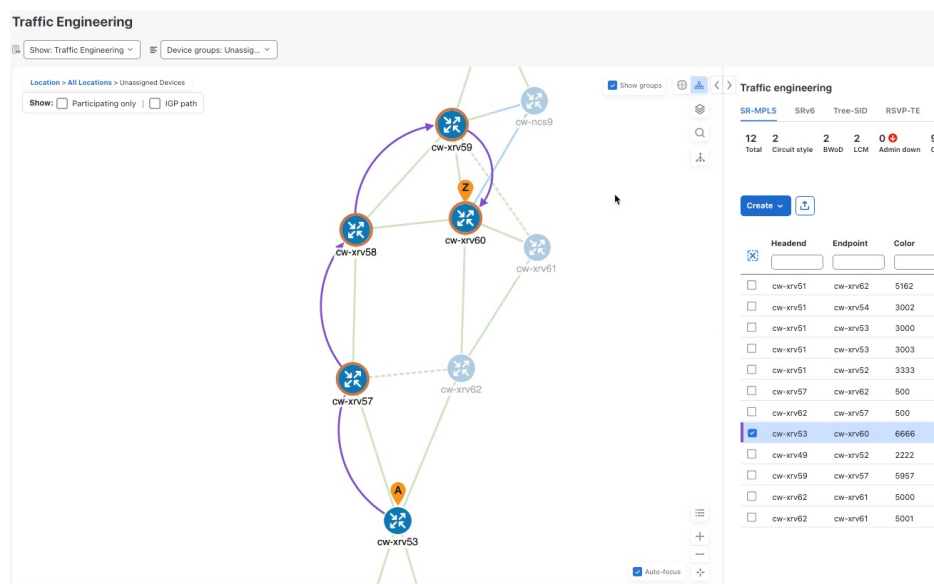 Traffic Engineering
Show: Traffic Engineering
Device groups: Unassig...
Location > All Locations > Unassigned Devices
Show: Participating only | IGP path
Show groups
cw-ncs9
cw-xrv59
Z
cw-xrv60
cw-xrv58
cw-xrv61
cw-xrv62
cw-xrv57
A
cw-xrv53
Auto-focus
Traffic engineering
SR-MPLS SRv6 Tree-SID RSVP-TE
12 2 2 2 0
Total Circuit style BWoD LCM Admin down
Create
Headend Endpoint Color
cw-xrv51 cw-xrv62 5162
cw-xrv51 cw-xrv54 3002
cw-xrv51 cw-xrv53 3000
cw-xrv51 cw-xrv53 3003
cw-xrv51 cw-xrv52 3333
cw-xrv57 cw-xrv62 500
cw-xrv62 cw-xrv57 500
cw-xrv53 cw-xrv60 6666
cw-xrv49 cw-xrv52 2222
cw-xrv59 cw-xrv57 5957
cw-xrv62 cw-xrv61 5000
cw-xrv62 cw-xrv61 5001